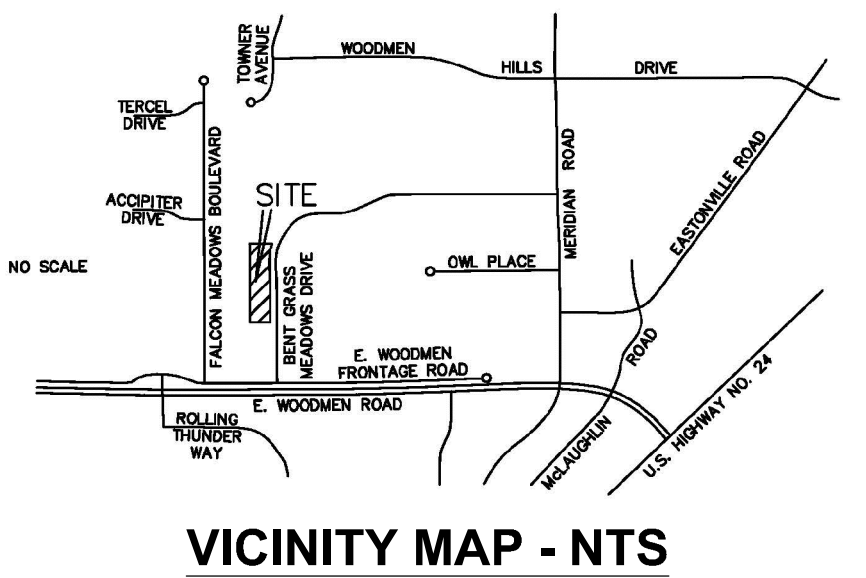 TOWNER
AVENUE
WOODMEN
HILLS
DRIVE
TERCEL
DRIVE
FALCON MEADOWS BOULEVARD
MERIDIAN ROAD
EASTONVILLE ROAD
ACCIPITER
DRIVE
SITE
NO SCALE
BENT GRASS
MEADOWS DRIVE
OWL PLACE
E. WOODMEN
FRONTAGE ROAD
E. WOODMEN ROAD
ROLLING
THUNDER
WAY
McLAUGHLIN ROAD
U.S. HIGHWAY NO. 24
VICINITY MAP - NTS